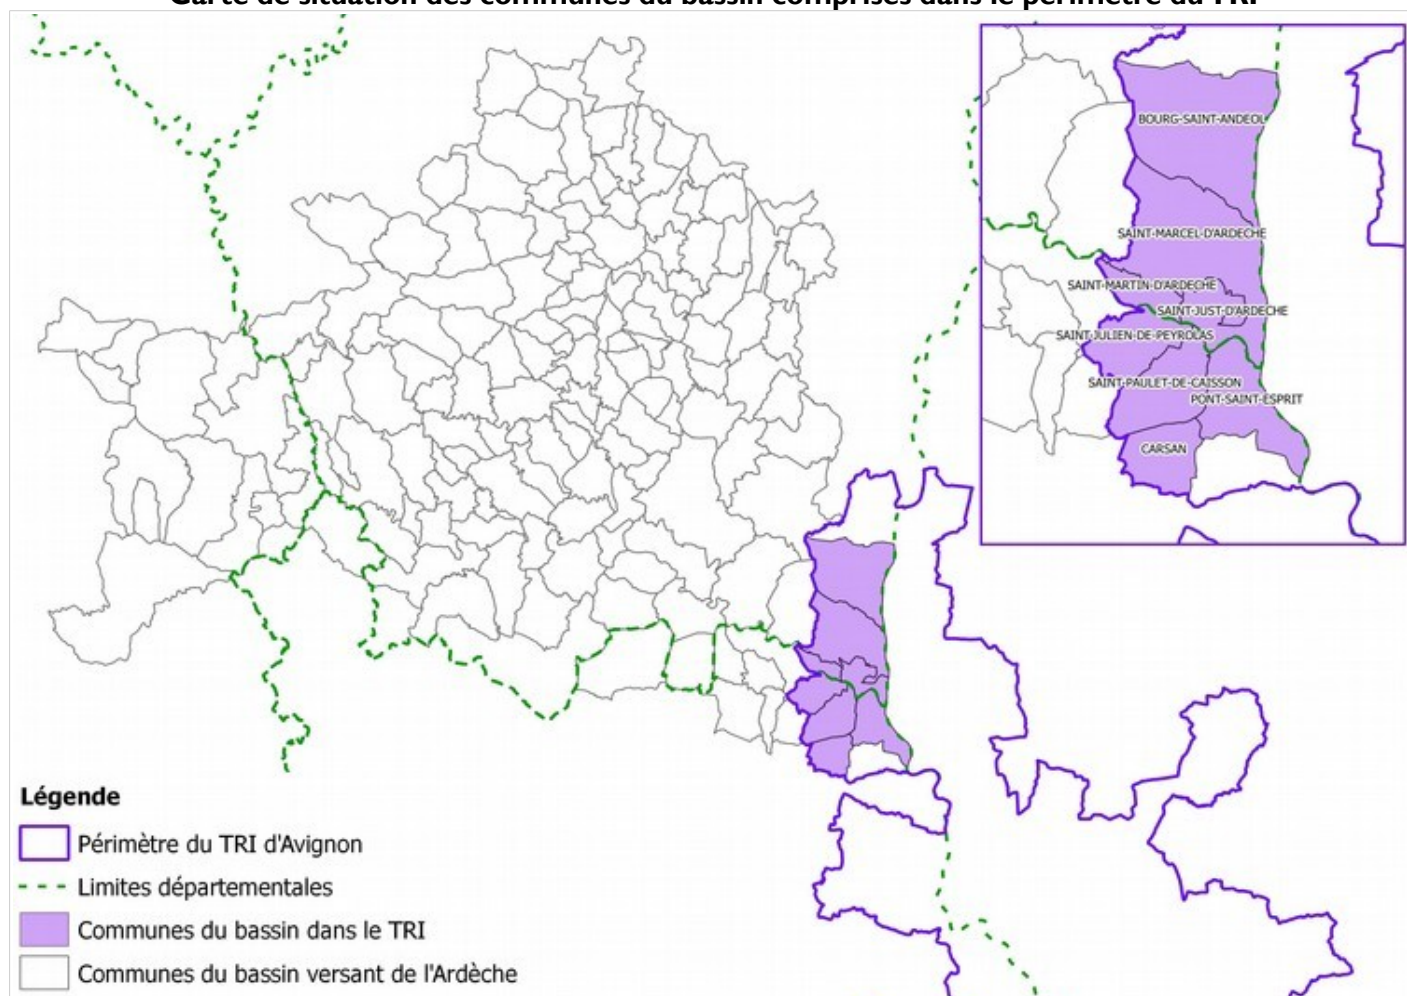 Carte de situation des communes du bassin comprises dans le périmètre du TRI
BOURG-SAINT-ANDEOL
SAINT-MARCEL-D'ARDECHE
SAINT-MARTIN-D'ARDECHE
SAINT-JUST-D'ARDECHE
SAINT-JULIEN-DE-PEYROLAS
SAINT-PAULET-DE-CAISSON
PONT-SAINT-ESPRIT
CARSAN
Légende
Périmètre du TRI d'Avignon
Limites départementales
Communes du bassin dans le TRI
Communes du bassin versant de l'Ardèche